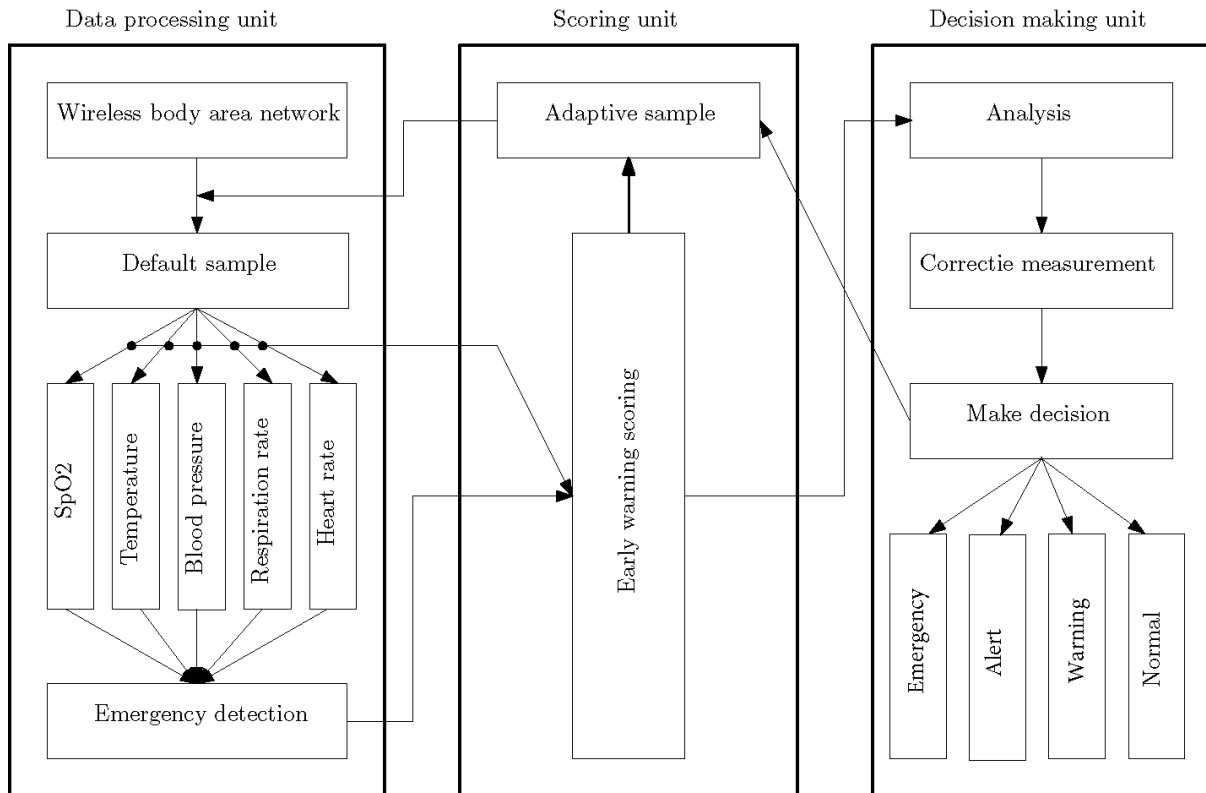 Data processing unit
Scoring unit
Decision making unit
Wireless body area network
Adaptive sample
Analysis
Default sample
Correctie measurement
Make decision
SpO2
Temperature
Blood pressure
Respiration rate
Heart rate
Early warning scoring
Emergency
Alert
Warning
Normal
Emergency detection